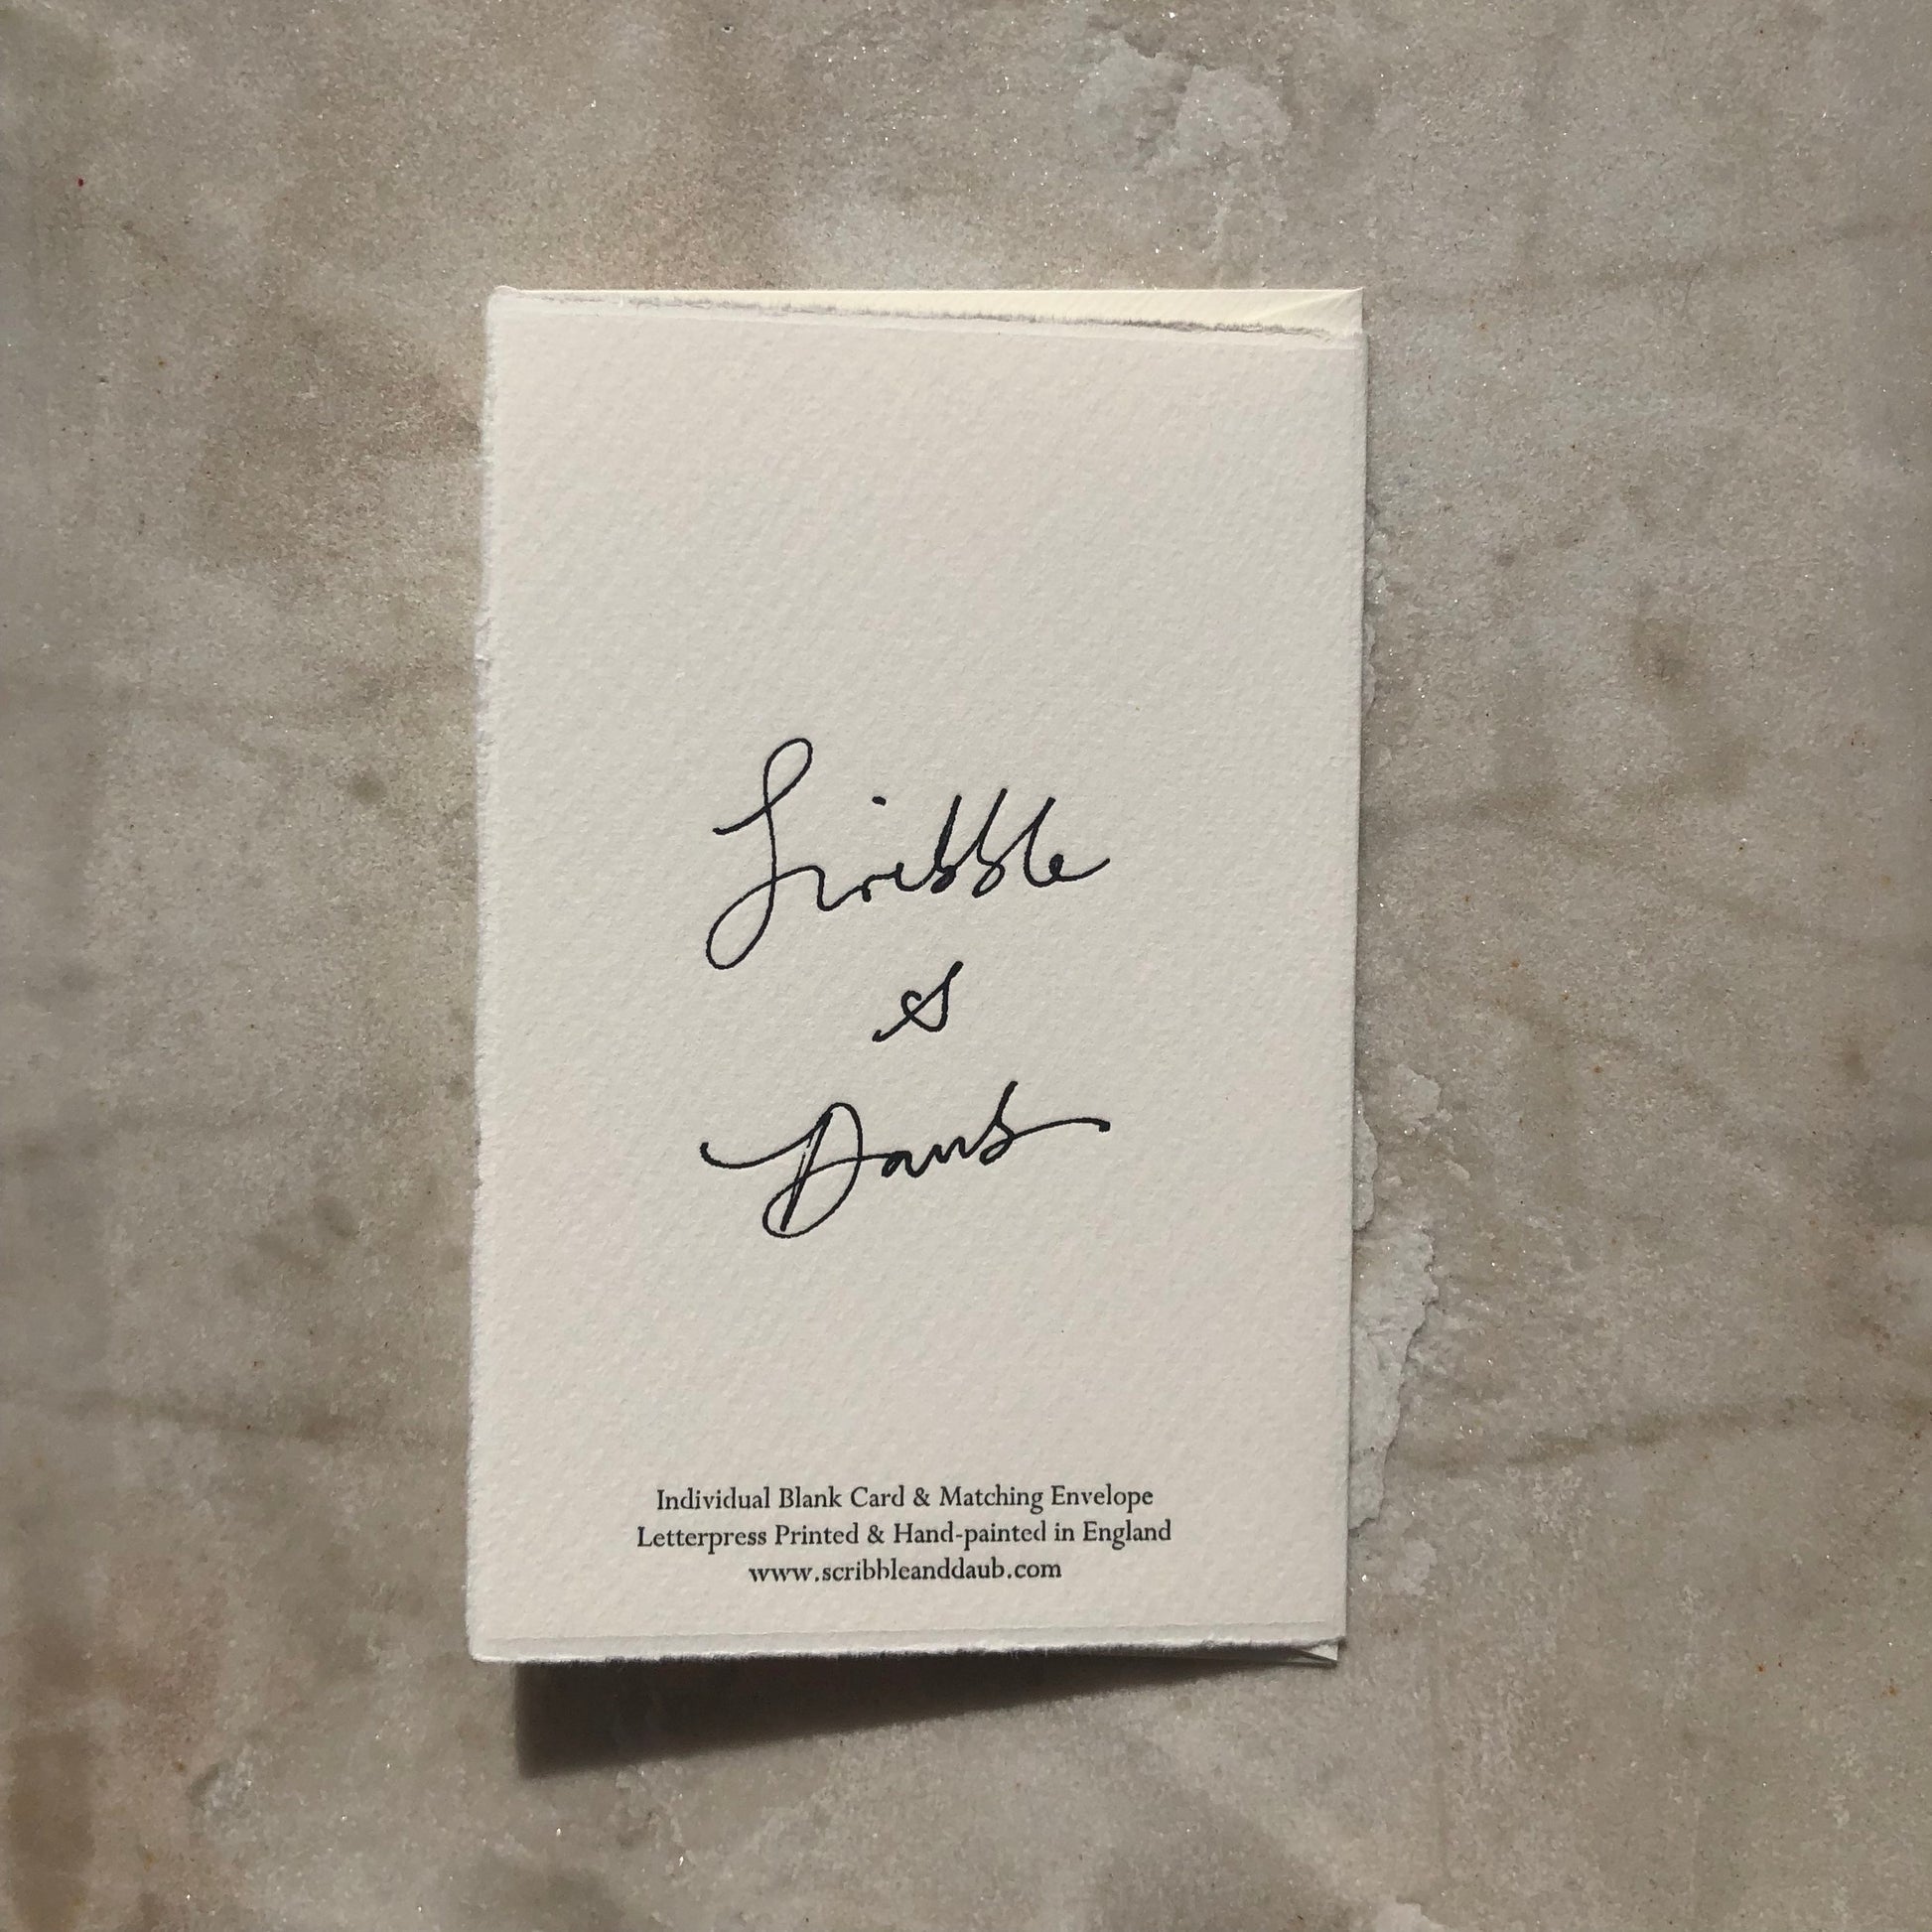 Scribble
&
Daub
Individual Blank Card & Matching Envelope
Letterpress Printed & Hand-painted in England
www.scribbleanddaub.com